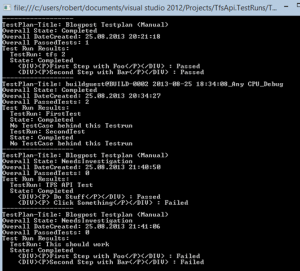 file:///c:/users/robert/documents/visual studio 2012/Projects/TfsApi.TestRuns/T...
--------------------
TestPlan-Title: Blogpost Testplan (Manual)
Overall State: Completed
Overall DateCreated: 25.08.2013 20:21:18
Overall PassedTests: 1
Test Run Results:
TestRun: tfs 2
State: Completed
<DIV><P>First Step with Foo</P></DIV> : Passed
<DIV><P>Second Step with Bar</P></DIV> : Passed
--------------------
TestPlan-Title: buildguest@BUILD-0002 2013-08-25 18:34:08_Any CPU_Debug
Overall State: Completed
Overall DateCreated: 25.08.2013 20:34:27
Overall PassedTests: 2
Test Run Results:
TestRun: FirstTest
State: Completed
No TestCase behind this Testrun
TestRun: SecondTest
State: Completed
No TestCase behind this Testrun
--------------------
TestPlan-Title: Blogpost Testplan (Manual)
Overall State: NeedsInvestigation
Overall DateCreated: 25.08.2013 21:40:50
Overall PassedTests: 0
Test Run Results:
TestRun: TFS API Test
State: Completed
<DIV><P> Do Stuff</P></DIV> : Passed
<DIV><P> Click Something</P></DIV> : Failed
--------------------
TestPlan-Title: Blogpost Testplan (Manual)
Overall State: NeedsInvestigation
Overall DateCreated: 25.08.2013 21:41:06
Overall PassedTests: 0
Test Run Results:
TestRun: This should work
State: Completed
<DIV><P>First Step with Foo</P></DIV> : Failed
<DIV><P>Second Step with Bar</P></DIV> : Failed